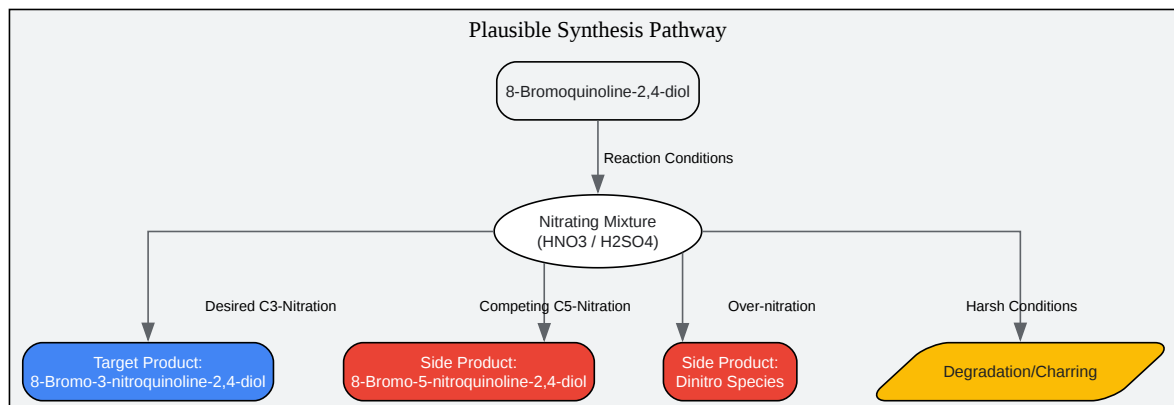 Plausible Synthesis Pathway
8-Bromoquinoline-2,4-diol
Reaction Conditions
Nitrating Mixture
(HNO3 / H2SO4)
Desired C3-Nitration
Competing C5-Nitration
Over-nitration
Harsh Conditions
Target Product:
8-Bromo-3-nitroquinoline-2,4-diol
Side Product:
8-Bromo-5-nitroquinoline-2,4-diol
Side Product:
Dinitro Species
Degradation/Charring